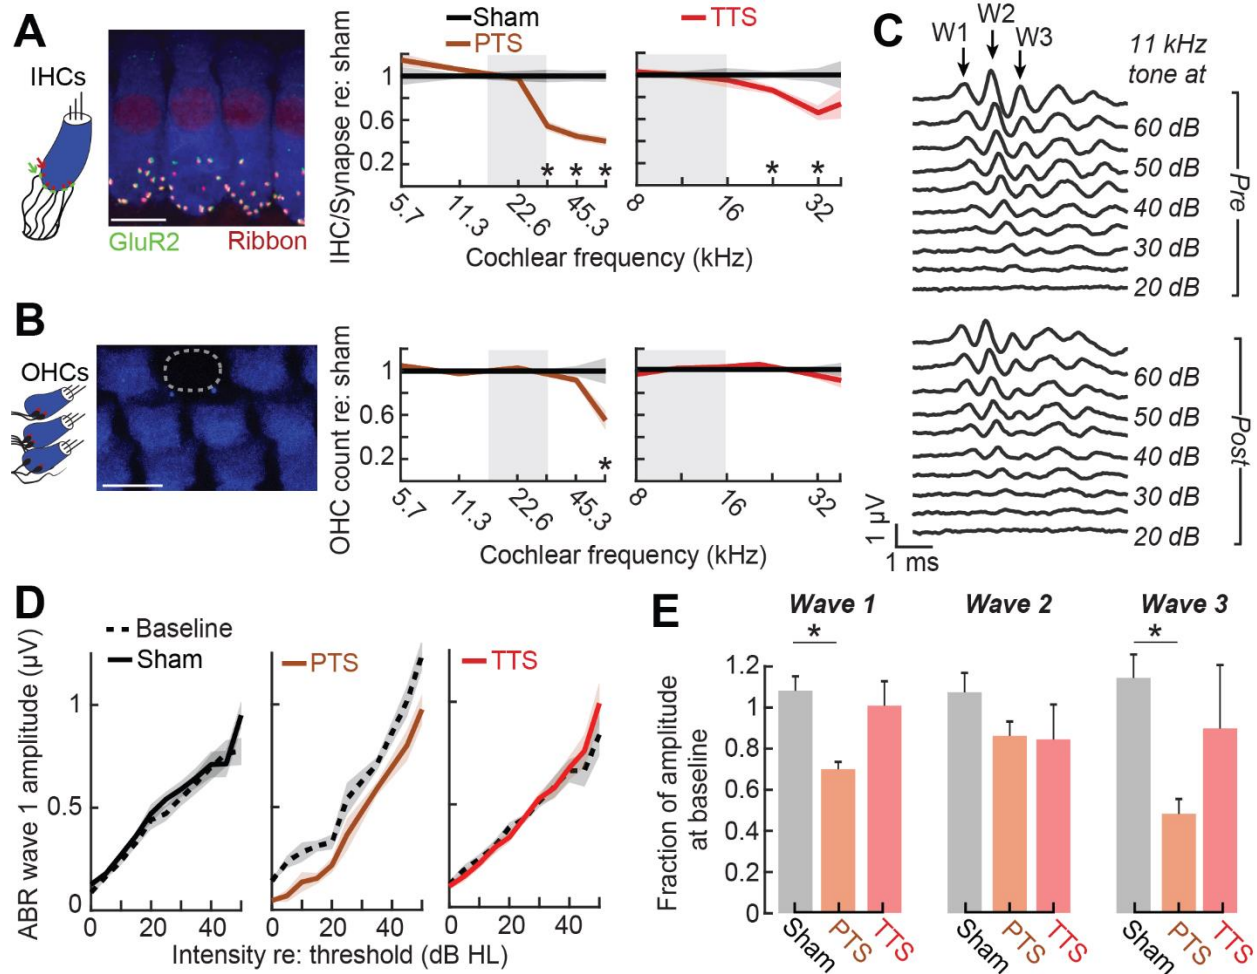 A
IHCs
GluR2
Ribbon
IHC/Synapse re: sham
Sham
PTS
TTS
1
0.6
0.2
*
*
*
*
*
5.7
11.3
22.6
45.3
8
16
32
Cochlear frequency (kHz)
B
OHCs
OHC count re: sham
1
0.6
0.2
*
5.7
11.3
22.6
45.3
8
16
32
Cochlear frequency (kHz)
C
W1
W2
W3
11 kHz
tone at
60 dB
50 dB
40 dB
30 dB
20 dB
Pre
60 dB
50 dB
40 dB
30 dB
20 dB
Post
1 µV
1 ms
D
Baseline
Sham
PTS
TTS
ABR wave 1 amplitude (µV)
1
0.5
0
0
20
40
0
20
40
0
20
40
Intensity re: threshold (dB HL)
E
Wave 1
Wave 2
Wave 3
*
*
Fraction of amplitude
at baseline
1.2
1
0.8
0.6
0.4
0.2
0
Sham
PTS
TTS
Sham
PTS
TTS
Sham
PTS
TTS